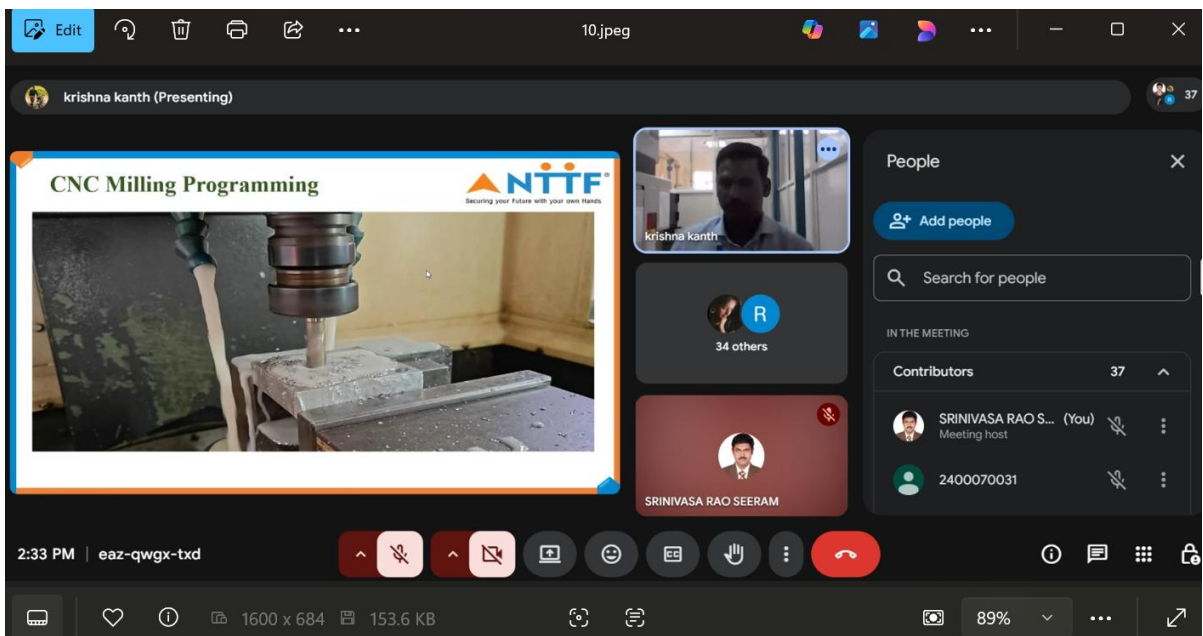 Edit
10.jpeg
krishna kanth (Presenting)
37
CNC Milling Programming
NTTF®
Securing your Future with your own Hands
krishna kanth
R
34 others
SRINIVASA RAO SEERAM
People
Add people
Search for people
IN THE MEETING
Contributors 37
SRINIVASA RAO S... (You)
Meeting host
2400070031
2:33 PM | eaz-qwgx-txd
CC
1600 x 684 153.6 KB
89%